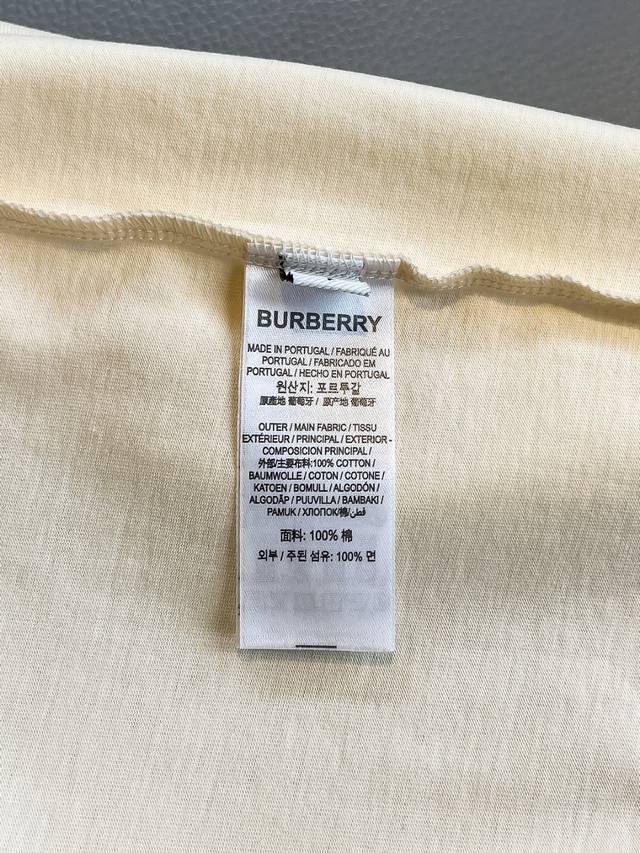 BURBERRY
MADE IN PORTUGAL / FABRIQUÉ AU
PORTUGAL / FABRICADO EM
PORTUGAL / HECHO EN PORTUGAL
원산지: 포르투갈
原產地 葡萄牙 / 原产地 葡萄牙
OUTER / MAIN FABRIC / TISSU
EXTÉRIEUR / PRINCIPAL / EXTERIOR -
COMPOSICION PRINCIPAL /
外部/主要布料:100% COTTON /
BAUMWOLLE / COTON / COTONE /
KATOEN / BOMULL / ALGODÓN /
ALGODÃP / PUUVILLA / BAMBAKI /
PAMUK / ХЛОПОК/棉/قطن
面料: 100% 棉
외부 / 주된 섬유: 100% 면